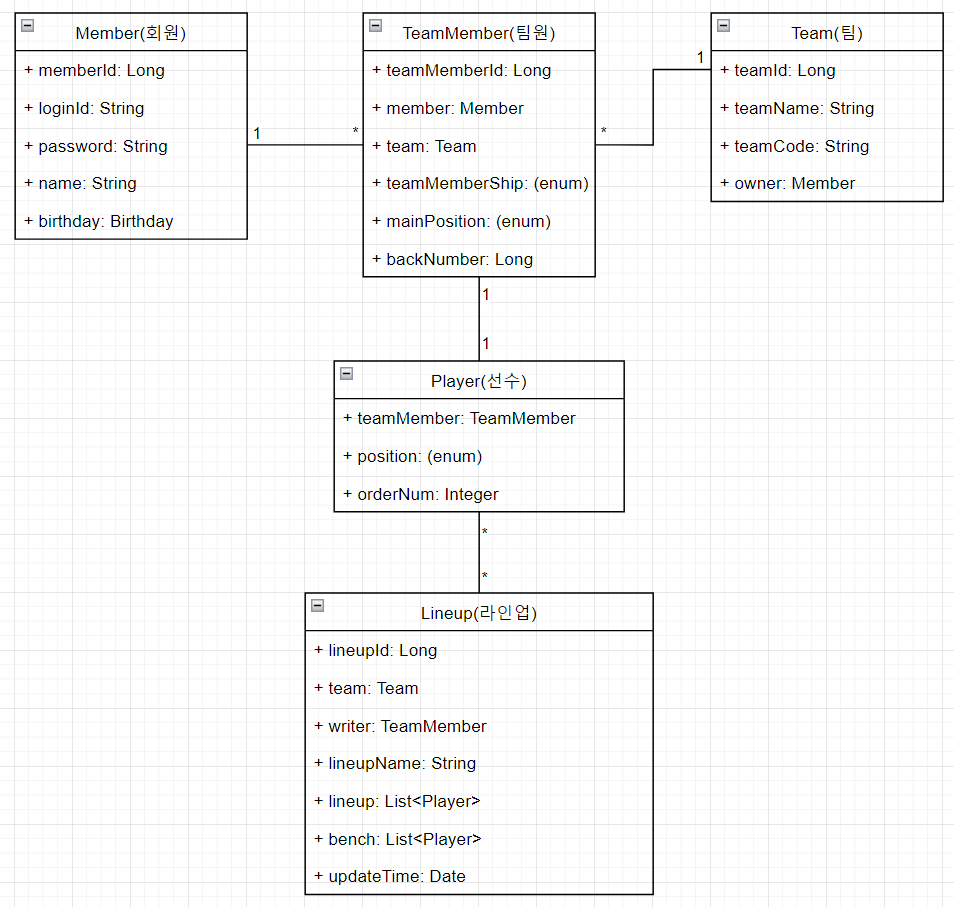 Member(회원)
+ memberId: Long
+ loginId: String
+ password: String
+ name: String
+ birthday: Birthday
1
*
TeamMember(팀원)
+ teamMemberId: Long
+ member: Member
+ team: Team
+ teamMemberShip: (enum)
+ mainPosition: (enum)
+ backNumber: Long
*
1
Team(팀)
+ teamId: Long
+ teamName: String
+ teamCode: String
+ owner: Member
1
1
Player(선수)
+ teamMember: TeamMember
+ position: (enum)
+ orderNum: Integer
*
*
Lineup(라인업)
+ lineupId: Long
+ team: Team
+ writer: TeamMember
+ lineupName: String
+ lineup: List<Player>
+ bench: List<Player>
+ updateTime: Date